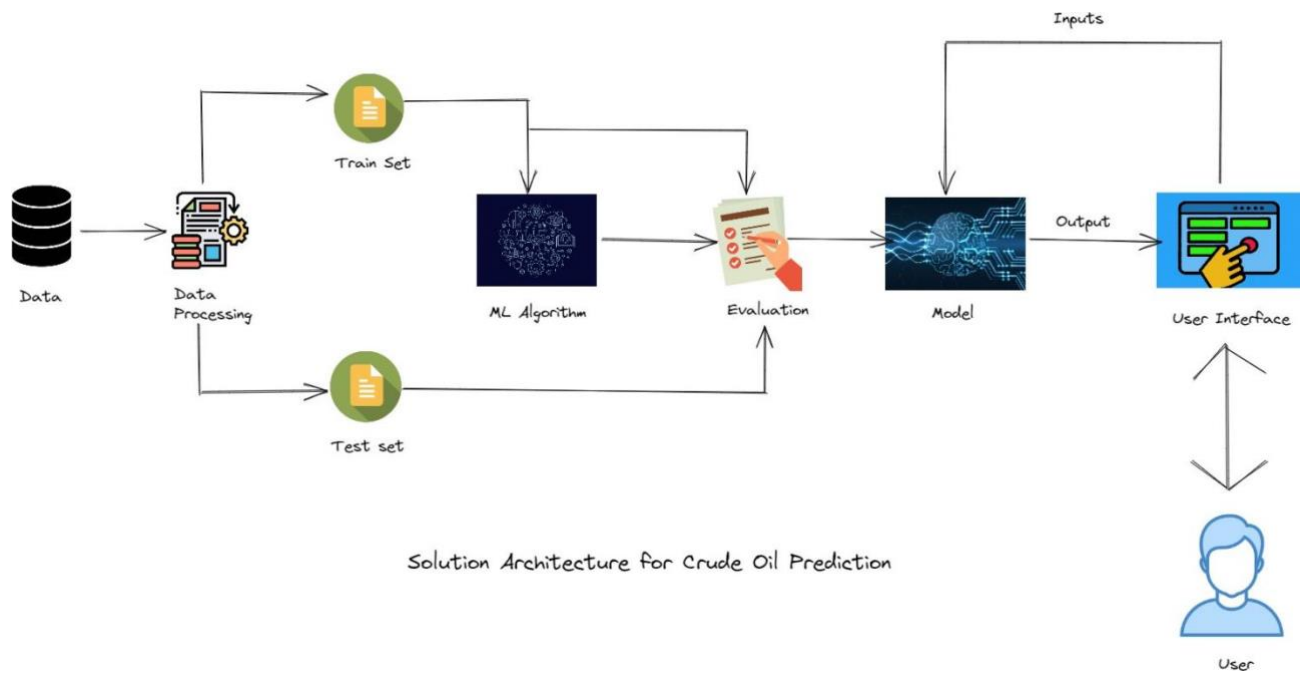 Inputs
Train Set
Output
Data
Data
Processing
ML Algorithm
Evaluation
Model
User Interface
Test set
Solution Architecture for Crude Oil Prediction
User